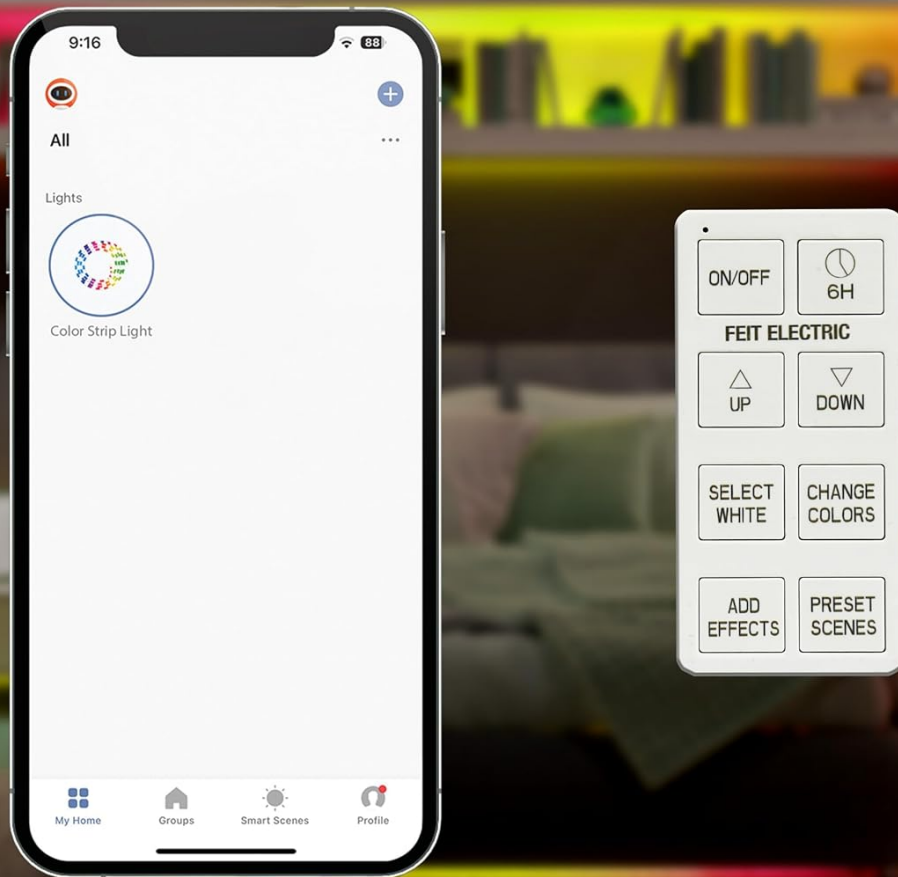 9:16
88
All
Lights
Color Strip Light
My Home
Groups
Smart Scenes
Profile
ON/OFF
6H
FEIT ELECTRIC
UP
DOWN
SELECT
WHITE
CHANGE
COLORS
ADD
EFFECTS
PRESET
SCENES